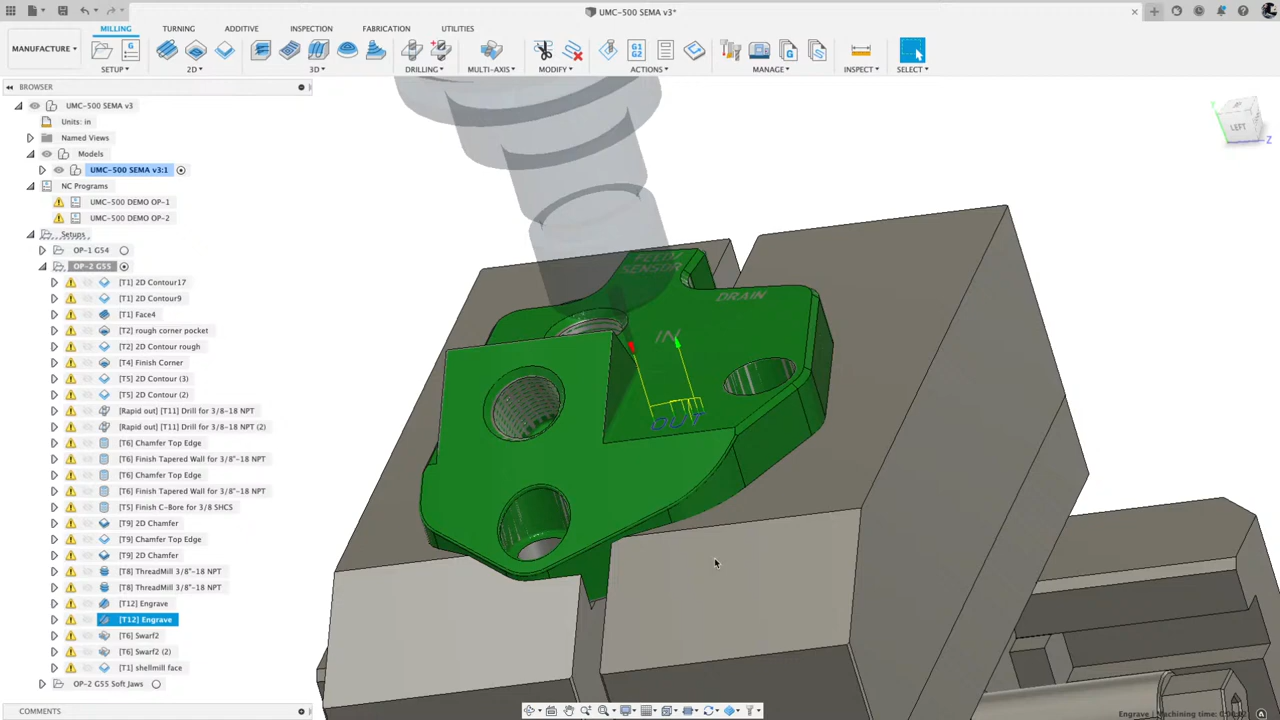 UMC-500 SEMA v3*
MILLING TURNING ADDITIVE INSPECTION FABRICATION UTILITIES
MANUFACTURE
G
G1
G2
G
SETUP 2D 3D DRILLING MULTI-AXIS MODIFY ACTIONS MANAGE INSPECT SELECT
BROWSER
UMC-500 SEMA v3
Units: in
Named Views
Models
UMC-500 SEMA v3:1
NC Programs
UMC-500 DEMO OP-1
UMC-500 DEMO OP-2
Setups
OP-1 G54
OP-2 G55
[T1] 2D Contour17
[T1] 2D Contour9
[T1] Face4
[T2] rough corner pocket
[T2] 2D Contour rough
[T4] Finish Corner
[T5] 2D Contour (3)
[T5] 2D Contour (2)
[Rapid out] [T11] Drill for 3/8-18 NPT
[Rapid out] [T11] Drill for 3/8-18 NPT (2)
[T6] Chamfer Top Edge
[T6] Finish Tapered Wall for 3/8"-18 NPT
[T6] Chamfer Top Edge
[T6] Finish Tapered Wall for 3/8"-18 NPT
[T5] Finish C-Bore for 3/8 SHCS
[T9] 2D Chamfer
[T9] Chamfer Top Edge
[T9] 2D Chamfer
[T8] ThreadMill 3/8"-18 NPT
[T8] ThreadMill 3/8"-18 NPT
[T12] Engrave
[T12] Engrave
[T6] Swarf2
[T6] Swarf2 (2)
[T1] shellmill face
OP-2 G55 Soft Jaws
COMMENTS
LEFT
Z
FEED/
SENSOR
DRAIN
IN
OUT
Engrave | Machining time: